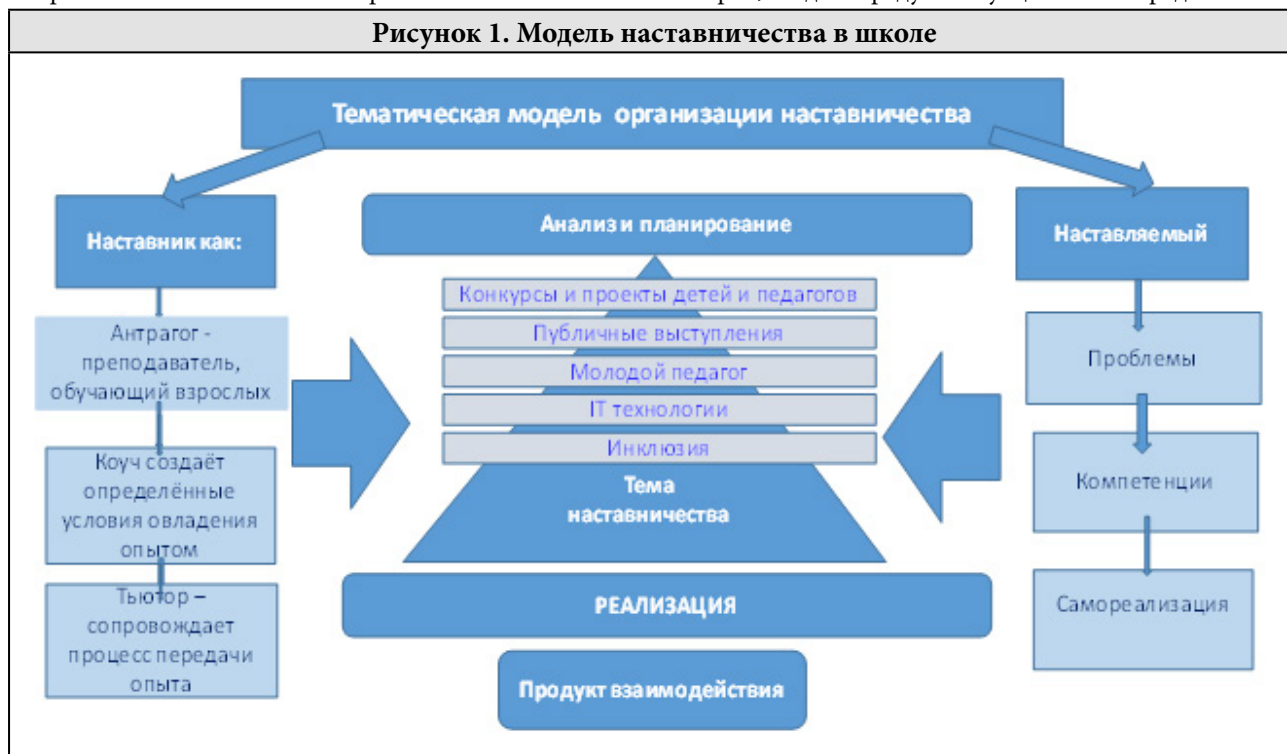 Рисунок 1. Модель наставничества в школе
Тематическая модель организации наставничества
Наставник как:
Антрагог -
преподаватель,
обучающий взрослых
Коуч создаёт
определённые
условия овладения
опытом
Тьютор –
сопровождает
процесс передачи
опыта
Анализ и планирование
Конкурсы и проекты детей и педагогов
Публичные выступления
Молодой педагог
IT технологии
Инклюзия
Тема
наставничества
РЕАЛИЗАЦИЯ
Продукт взаимодействия
Наставляемый
Проблемы
Компетенции
Самореализация